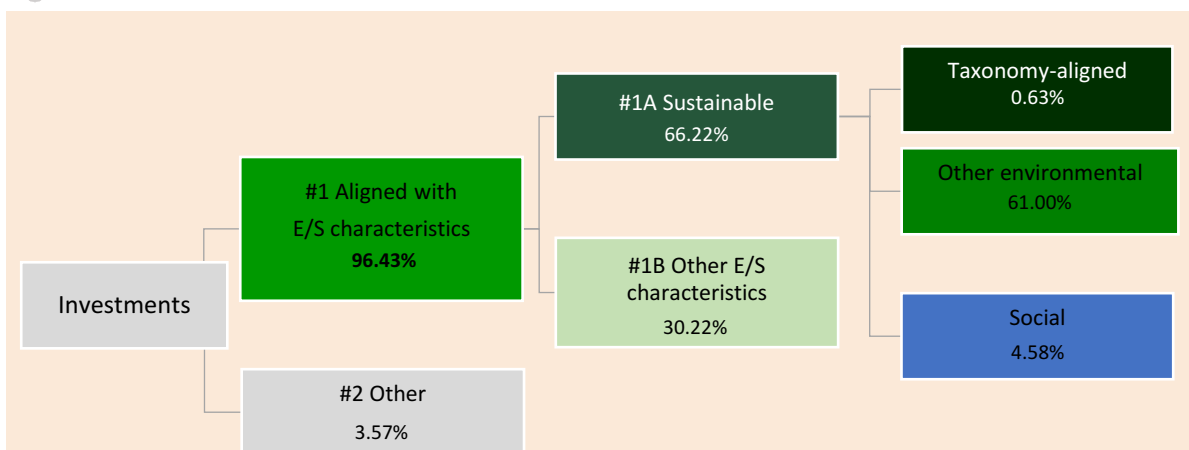 Investments
#1 Aligned with
E/S characteristics
96.43%
#2 Other
3.57%
#1A Sustainable
66.22%
#1B Other E/S
characteristics
30.22%
Taxonomy-aligned
0.63%
Other environmental
61.00%
Social
4.58%